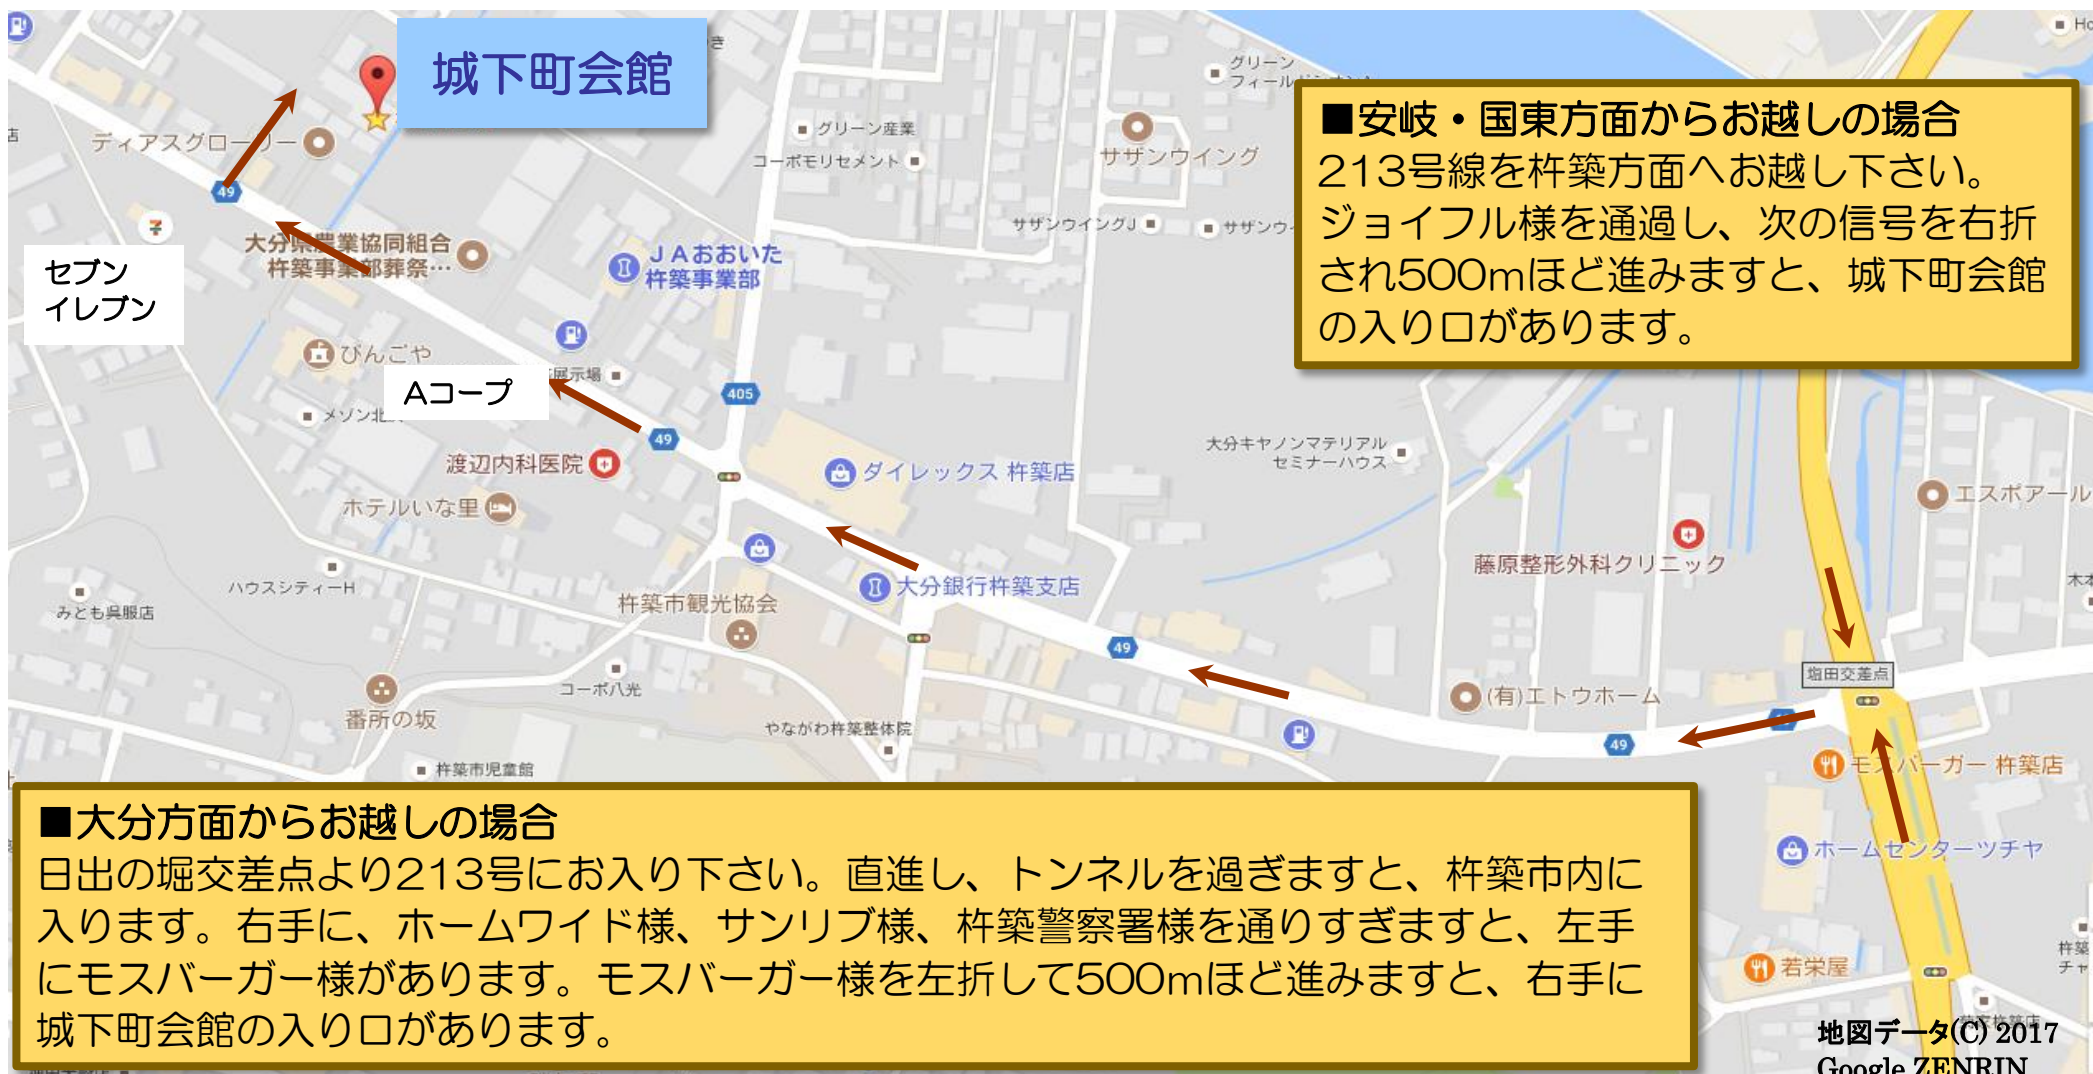 城下町会館
き
グリーン
ディアスグローリー
グリーン産業
コーポモリセメント
サザンウイング
サザンウイングJ
■安岐・国東方面からお越しの場合
213号線を杵築方面へお越し下さい。
ジョイフル様を通過し、次の信号を右折
され500mほど進みますと、城下町会館
の入り口があります。
49
大分県農業協同組合
杵築事業部葬祭…
JAおおいた
杵築事業部
セブン
イレブン
びんごや
展示場
Aコープ
405
49
渡辺内科医院
ダイレックス 杵築店
大分キヤノンマテリアル
セミナーハウス
エスポアール
ホテルいな里
藤原整形外科クリニック
ハウスシティーH
みとも呉服店
大分銀行杵築支店
杵築市観光協会
49
塩田交差点
コーポ八光
(有)エトウホーム
番所の坂
やながわ杵築整体院
49
モスバーガー 杵築店
杵築市児童館
ホームセンターツチヤ
■大分方面からお越しの場合
日出の堀交差点より213号にお入り下さい。直進し、トンネルを過ぎますと、杵築市内に
入ります。右手に、ホームワイド様、サンリブ様、杵築警察署様を通りすぎますと、左手
にモスバーガー様があります。モスバーガー様を左折して500mほど進みますと、右手に
城下町会館の入り口があります。
若栄屋
杵築
チャ
地図データ(C) 2017
Google ZENRIN